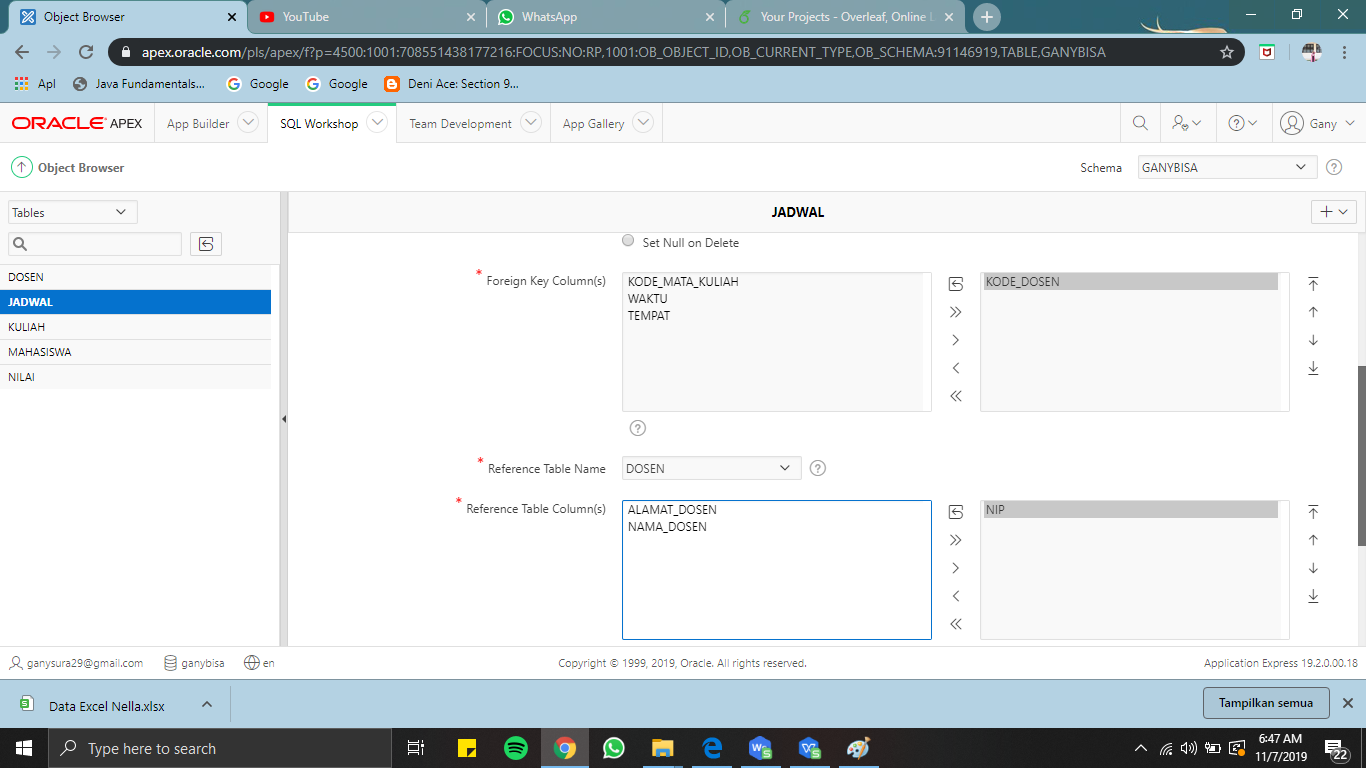 Object Browser
YouTube
WhatsApp
Your Projects - Overleaf, Online
apex.oracle.com/pls/apex/f?p=4500:1001:708551438177216:FOCUS:NO:RP,1001:OB_OBJECT_ID,OB_CURRENT_TYPE,OB_SCHEMA:91146919,TABLE,GANYBISA
Apl
Java Fundamentals...
Google
Google
Deni Ace: Section 9...
ORACLE APEX
App Builder
SQL Workshop
Team Development
App Gallery
Gany
Object Browser
Schema
GANYBISA
Tables
JADWAL
DOSEN
JADWAL
KULIAH
MAHASISWA
NILAI
Set Null on Delete
* Foreign Key Column(s)
KODE_MATA_KULIAH
WAKTU
TEMPAT
KODE_DOSEN
* Reference Table Name
DOSEN
* Reference Table Column(s)
ALAMAT_DOSEN
NAMA_DOSEN
NIP
ganysura29@gmail.com
ganybisa
en
Copyright © 1999, 2019, Oracle. All rights reserved.
Application Express 19.2.0.00.18
Data Excel Nella.xlsx
Tampilkan semua
Type here to search
6:47 AM
11/7/2019
22